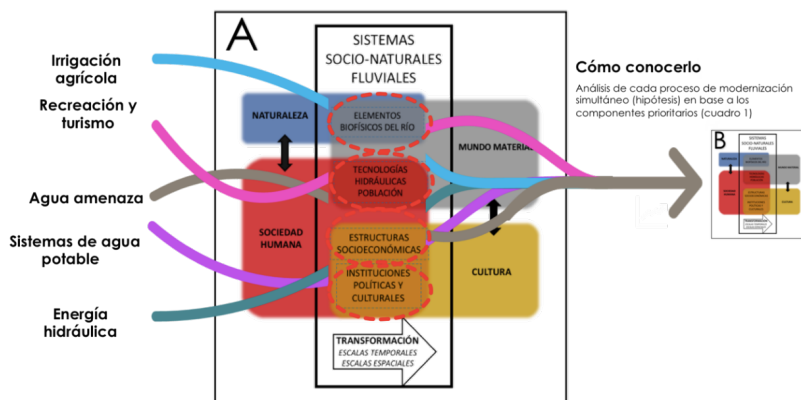 A
SISTEMAS
SOCIO-NATURALES
FLUVIALES
Irrigación
agrícola
Recreación y
turismo
Agua amenaza
Sistemas de agua
potable
Energía
hidráulica
NATURALEZA
ELEMENTOS
BIOFÍSICOS DEL RÍO
MUNDO MATERIAL
TECNOLOGÍAS
HIDRÁULICAS
POBLACIÓN
SOCIEDAD
HUMANA
ESTRUCTURAS
SOCIOECONÓMICAS
INSTITUCIONES
POLÍTICAS Y
CULTURALES
CULTURA
TRANSFORMACIÓN
ESCALAS TEMPORALES
ESCALAS ESPACIALES
Cómo conocerlo
Análisis de cada proceso de modernización
simultáneo (hipótesis) en base a los
componentes prioritarios (cuadro 1)
B
SISTEMAS
SOCIO-NATURALES
FLUVIALES
CULTURA
TRANSFORMACIÓN